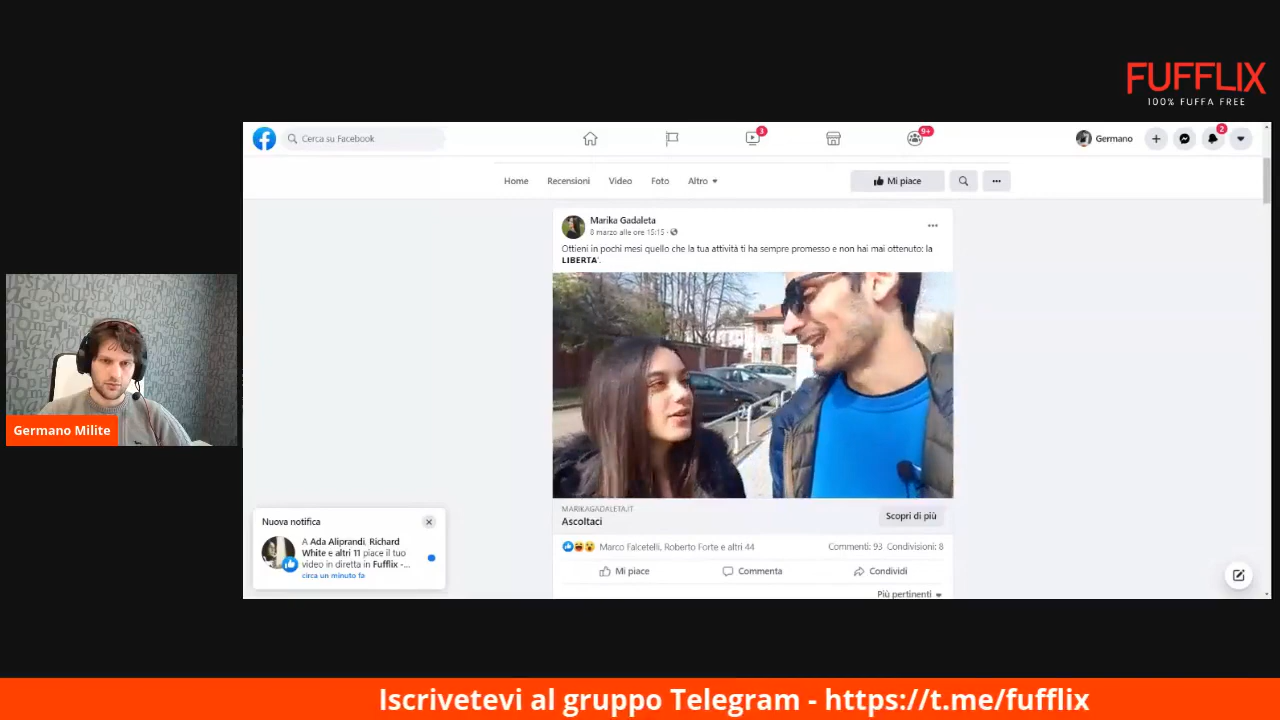 FUFFLIX
100% FUFFA FREE
Cerca su Facebook
3
9+
Germano
2
Home Recensioni Video Foto Altro
Mi piace
Marika Gadaleta
8 marzo alle ore 15:15 ·
Ottieni in pochi mesi quello che la tua attività ti ha sempre promesso e non hai mai ottenuto: la
LIBERTA'.
MARIKAGADALETA.IT
Ascoltaci
Scopri di più
Marco Falcetelli, Roberto Forte e altri 44
Commenti: 93 Condivisioni: 8
Mi piace Commenta Condividi
Più pertinenti
Germano Milite
Nuova notifica
A Ada Aliprandi, Richard
White e altri 11 piace il tuo
video in diretta in Fufflix -...
circa un minuto fa
Iscrivetevi al gruppo Telegram - https://t.me/fufflix